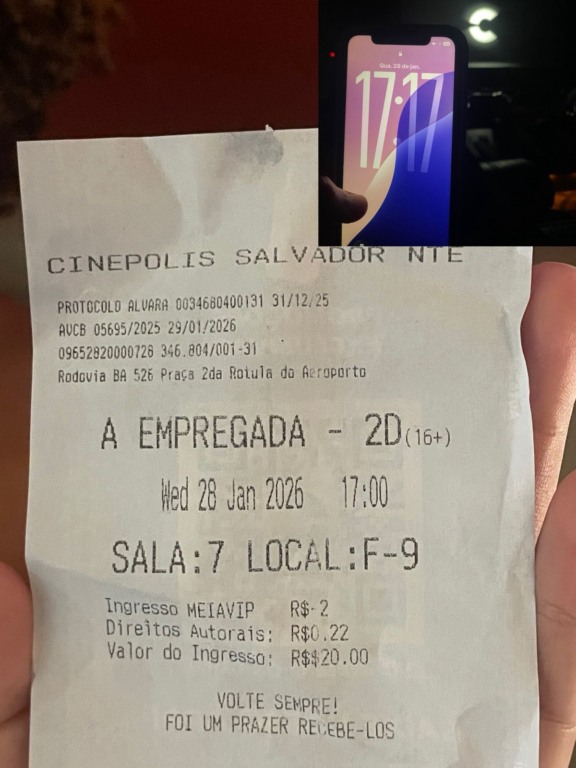 Qua. 28 de jan.
17:17
CINEPOLIS SALVADOR NTE
PROTOCOLO ALVARA 0034680400131 31/12/25
AVCB 05695/2025 29/01/2026
09652820000728 346.804/001-31
Rodovia BA 526 Praça 2da Rotula do Aeroporto
A EMPREGADA - 2D(16+)
Wed 28 Jan 2026 17:00
SALA:7 LOCAL:F-9
Ingresso MEIAVIP R$-2
Direitos Autorais: R$0.22
Valor do Ingresso: R$$20.00
VOLTE SEMPRE!
FOI UM PRAZER RECEBE-LOS